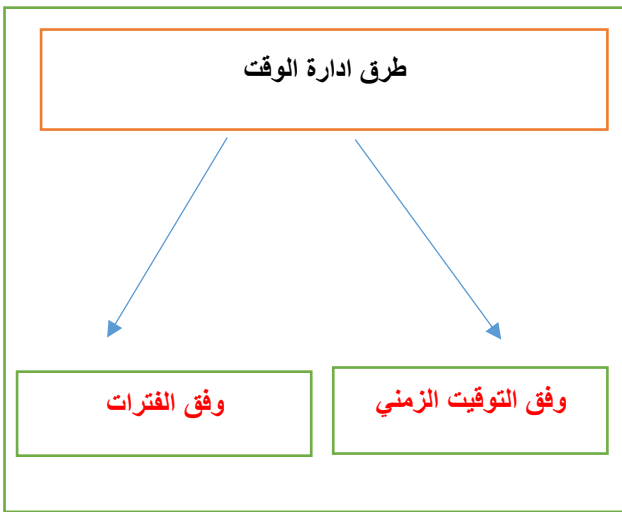 طرق ادارة الوقت
وفق التوقيت الزمني
وفق الفترات